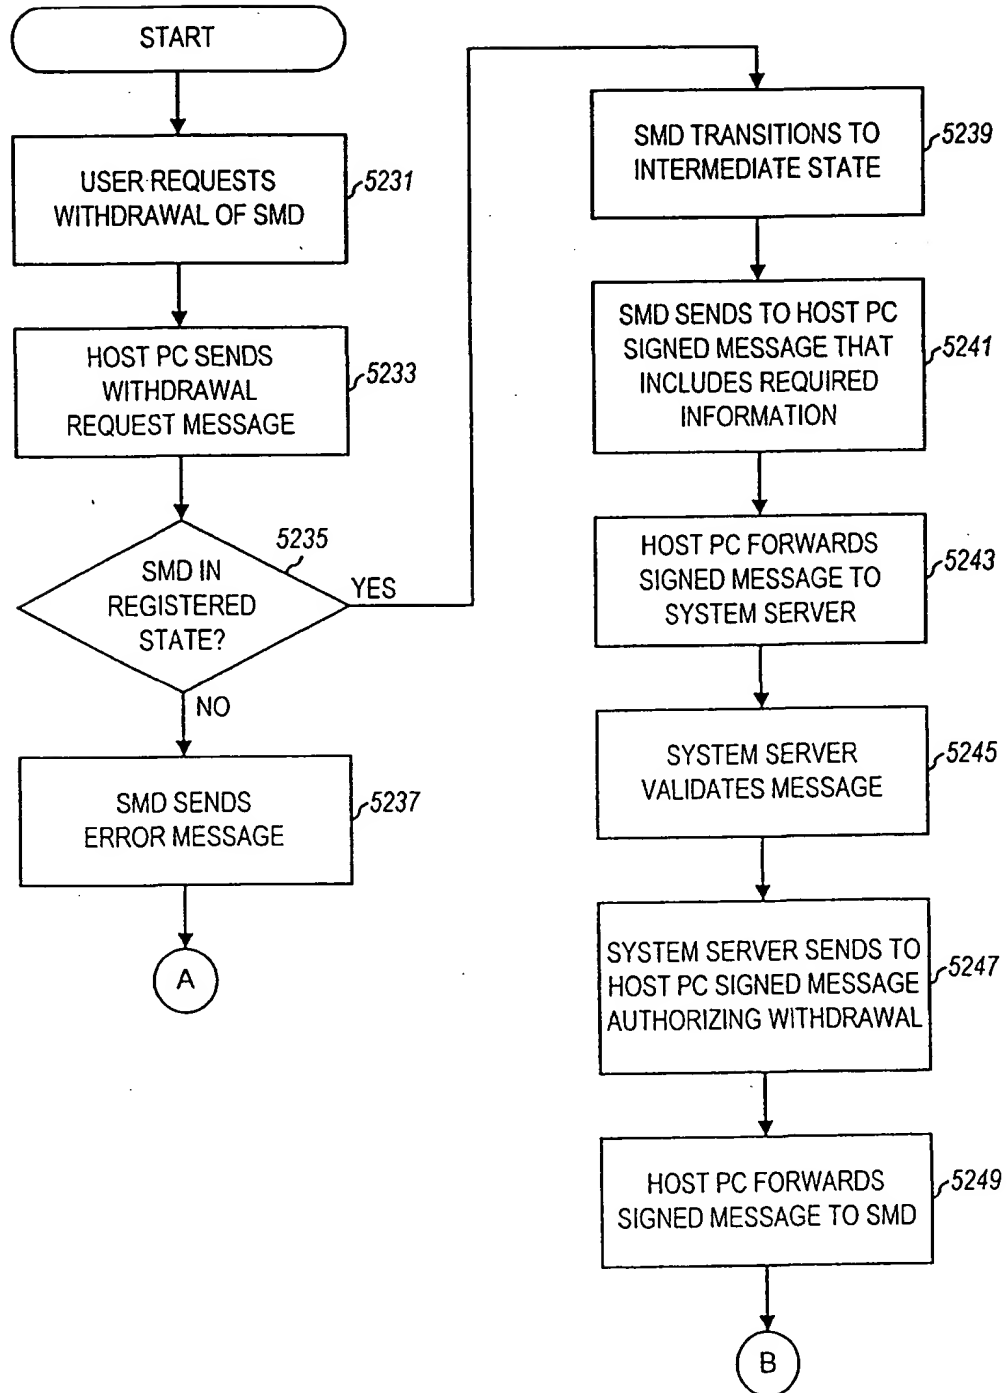 START
USER REQUESTS
WITHDRAWAL OF SMD
5231
HOST PC SENDS
WITHDRAWAL
REQUEST MESSAGE
5233
5235
SMD IN
REGISTERED
STATE?
YES
NO
SMD SENDS
ERROR MESSAGE
5237
A
SMD TRANSITIONS TO
INTERMEDIATE STATE
5239
SMD SENDS TO HOST PC
SIGNED MESSAGE THAT
INCLUDES REQUIRED
INFORMATION
5241
HOST PC FORWARDS
SIGNED MESSAGE TO
SYSTEM SERVER
5243
SYSTEM SERVER
VALIDATES MESSAGE
5245
SYSTEM SERVER SENDS TO
HOST PC SIGNED MESSAGE
AUTHORIZING WITHDRAWAL
5247
HOST PC FORWARDS
SIGNED MESSAGE TO SMD
5249
B